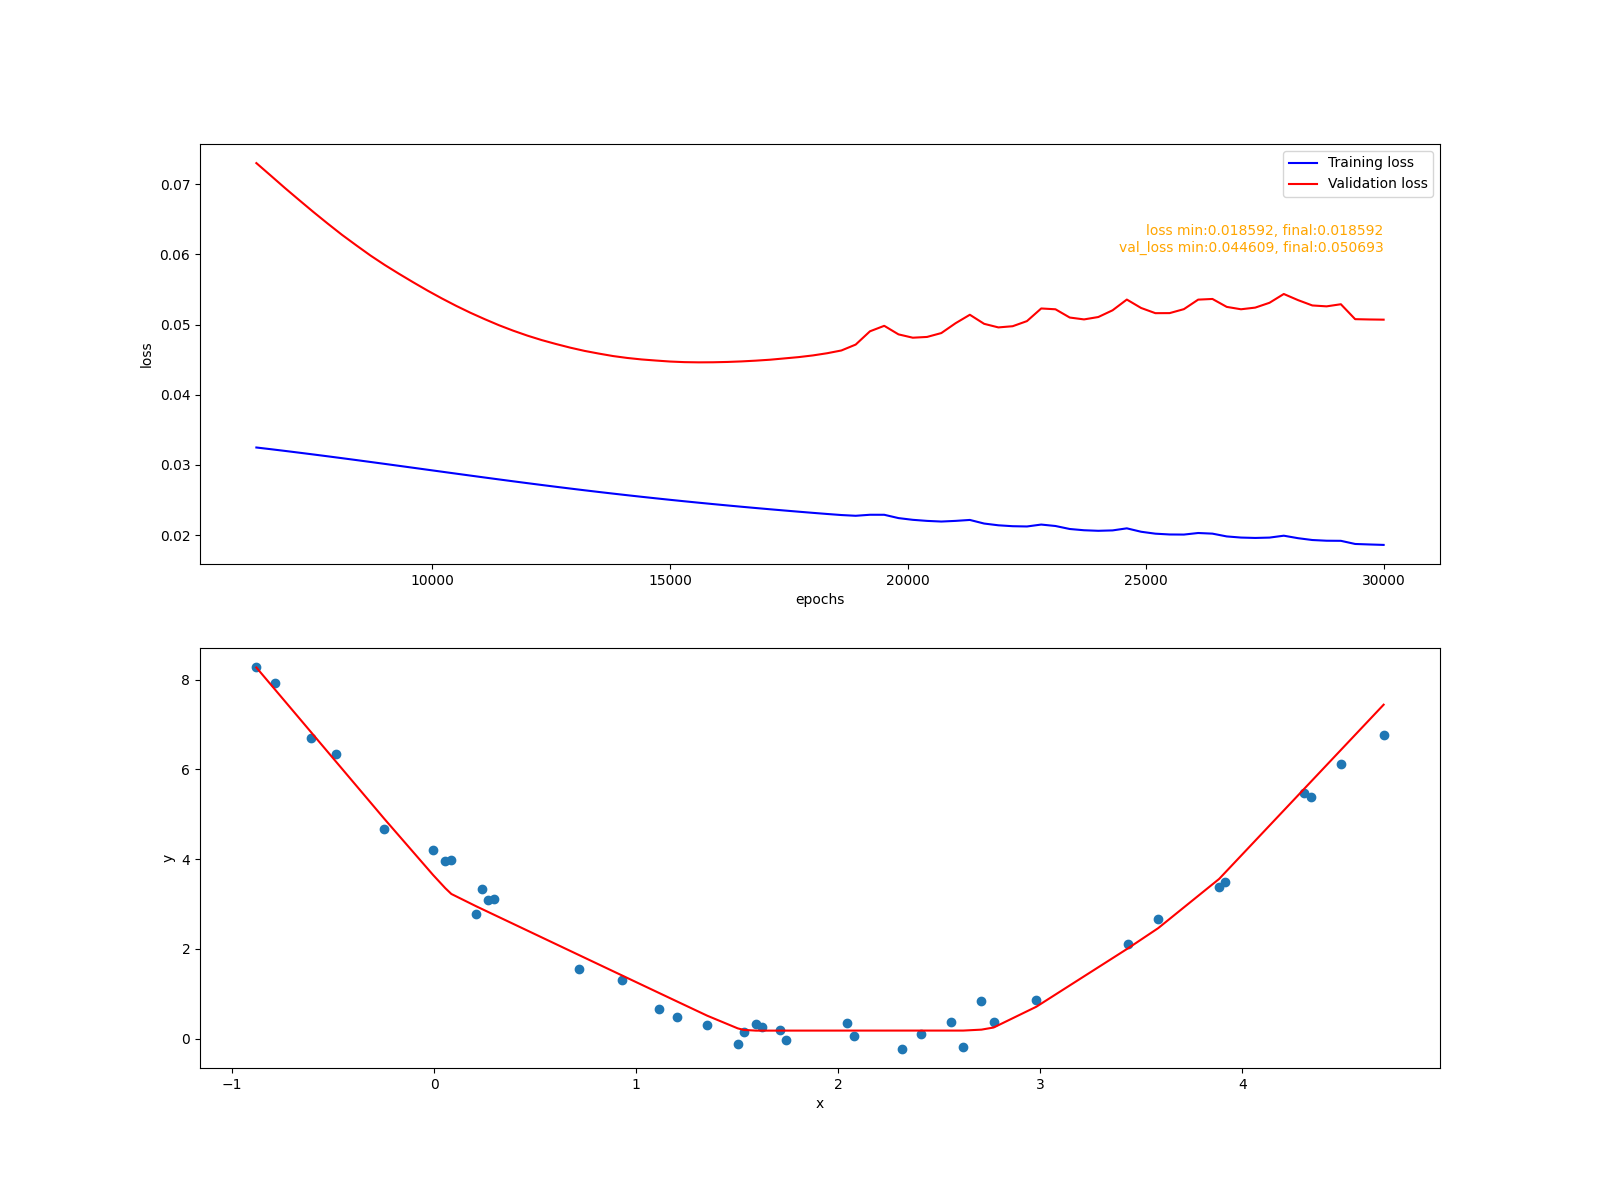 Training loss
Validation loss
loss min:0.018592, final:0.018592
val_loss min:0.044609, final:0.050693
loss
0.07
0.06
0.05
0.04
0.03
0.02
10000 15000 20000 25000 30000
epochs
y
8
6
4
2
0
−1 0 1 2 3 4
x